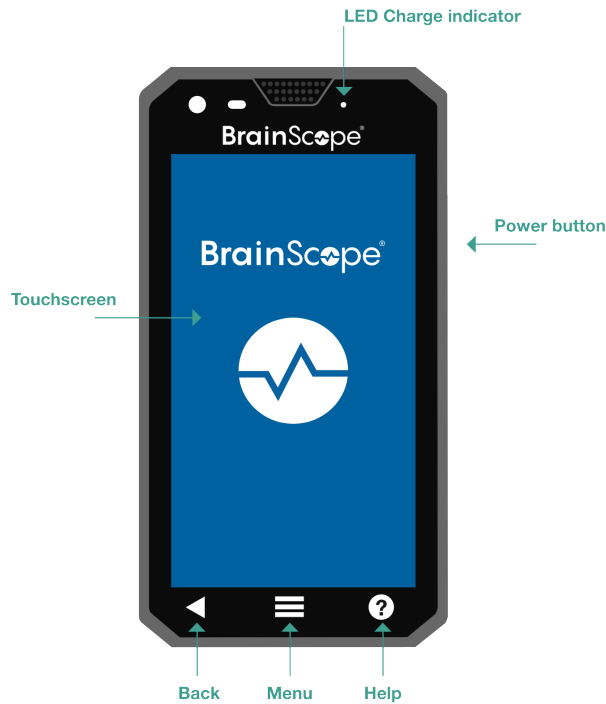 LED Charge indicator
BrainScope®
Power button
BrainScope®
Touchscreen
?
Back Menu Help